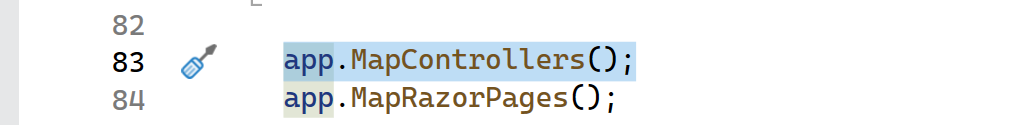 82
83 app.MapControllers();
84 app.MapRazorPages();